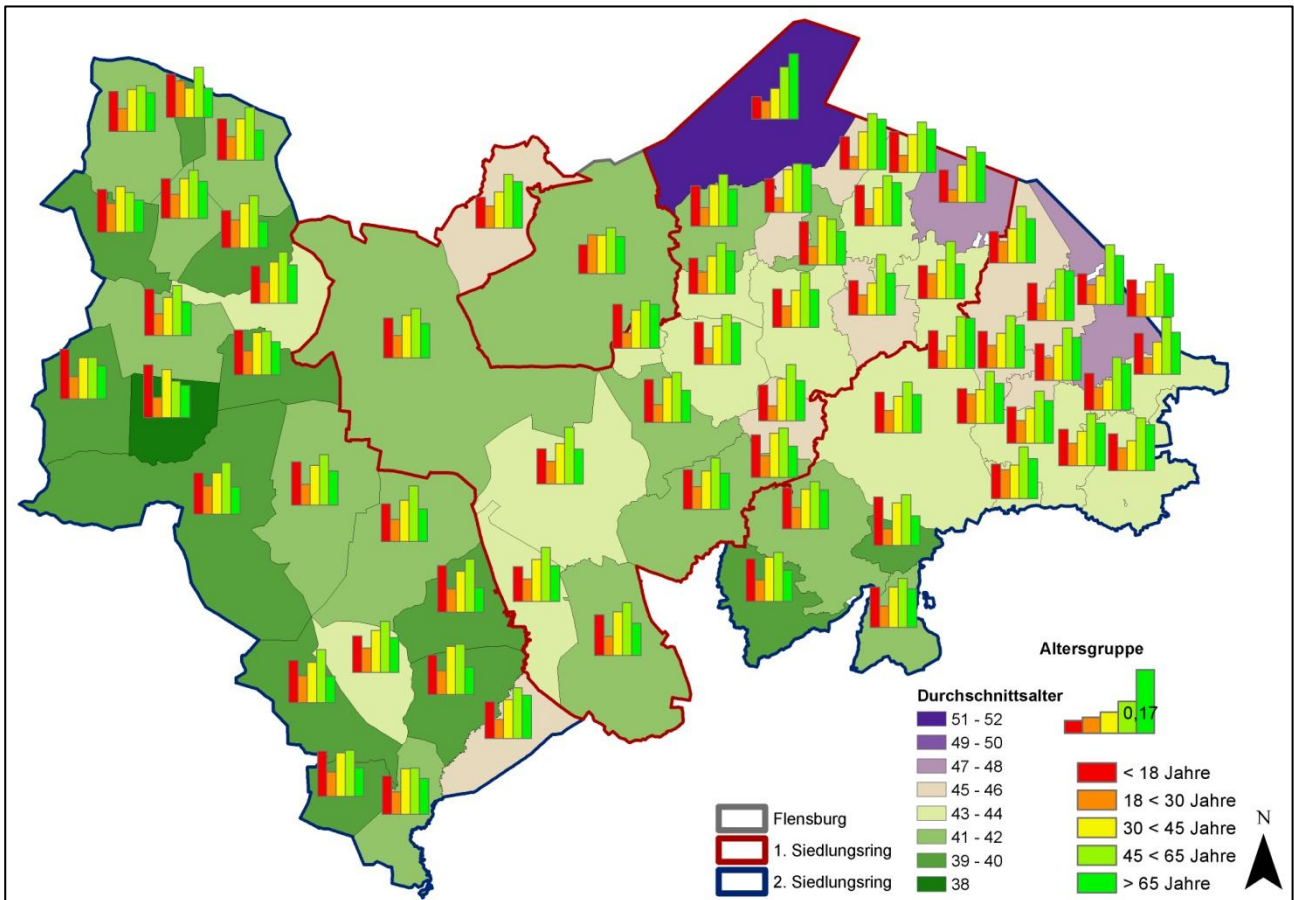 Altersgruppe
0,17
Durchschnittsalter
51 - 52
49 - 50
47 - 48
45 - 46
43 - 44
41 - 42
39 - 40
38
Flensburg
1. Siedlungsring
2. Siedlungsring
< 18 Jahre
18 < 30 Jahre
30 < 45 Jahre
45 < 65 Jahre
> 65 Jahre
N